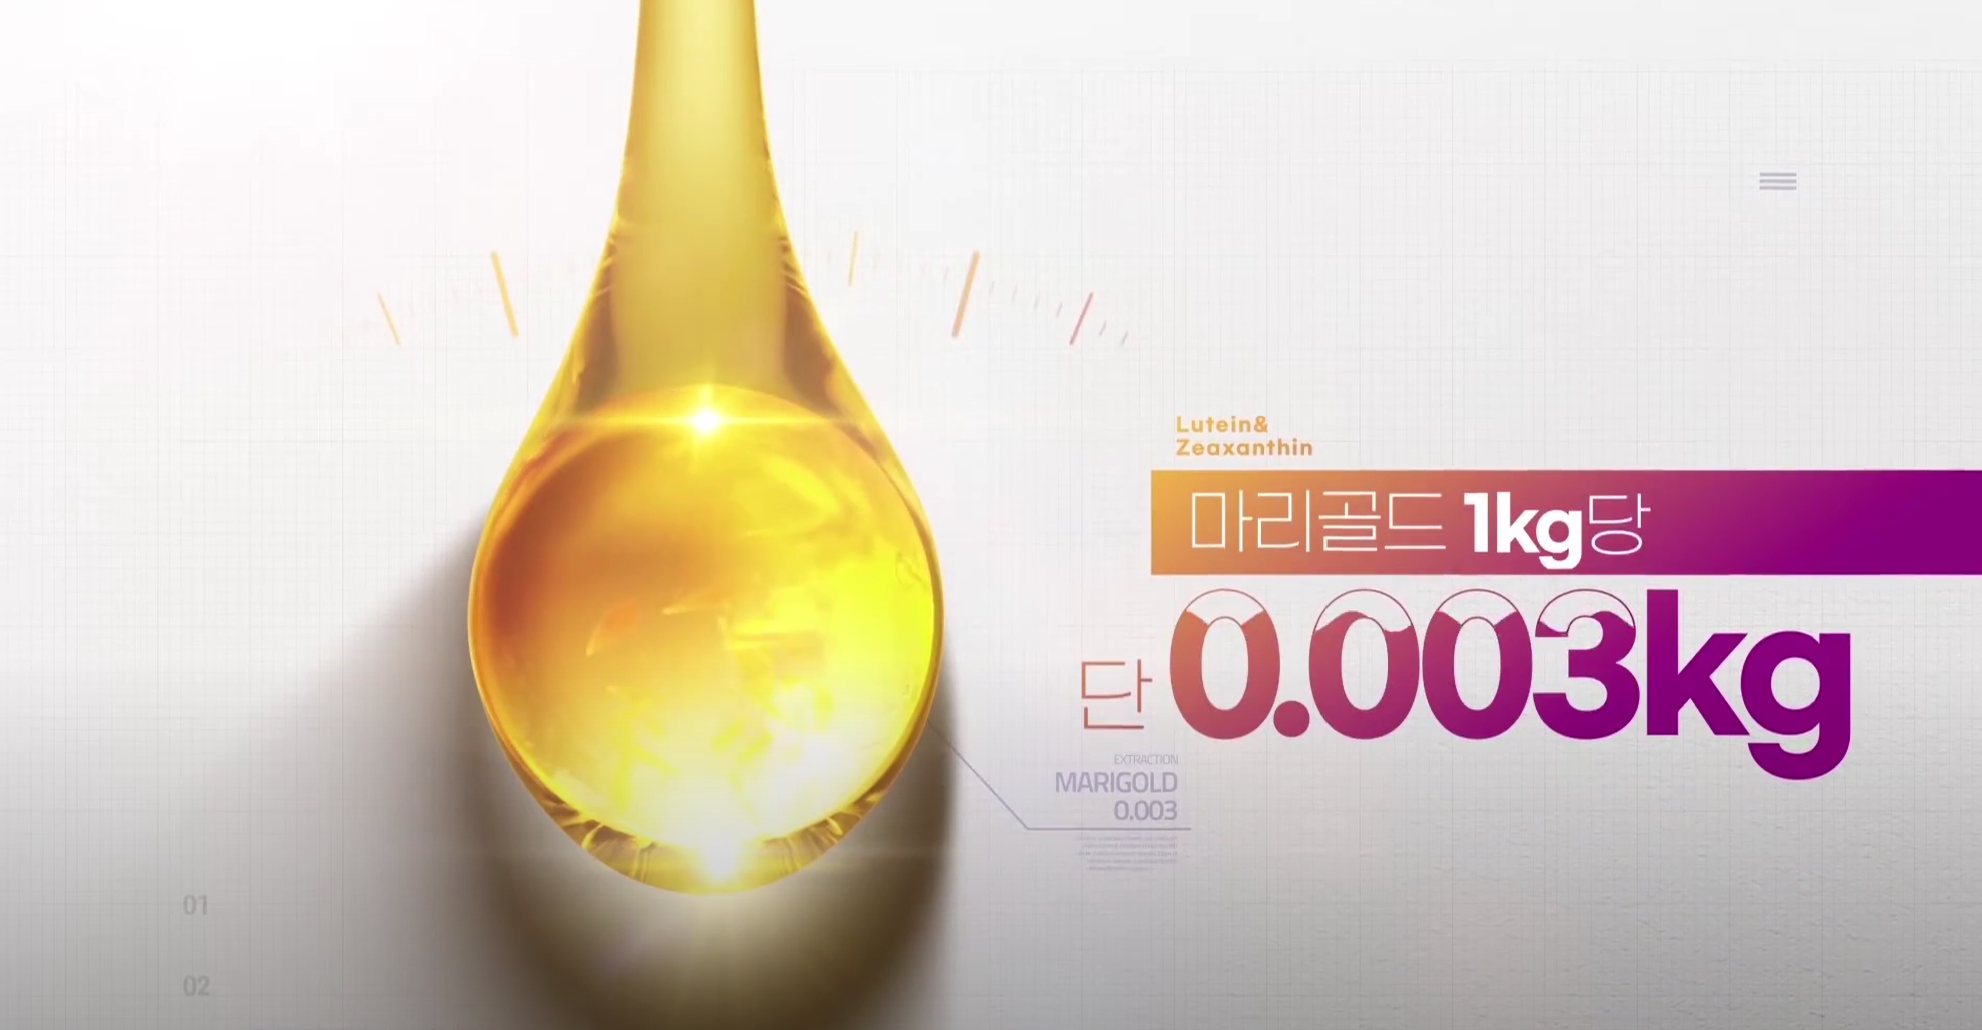 Lutein&
Zeaxanthin
마리골드 1kg당
단 0.003kg
EXTRACTION
MARIGOLD
0.003
01
02